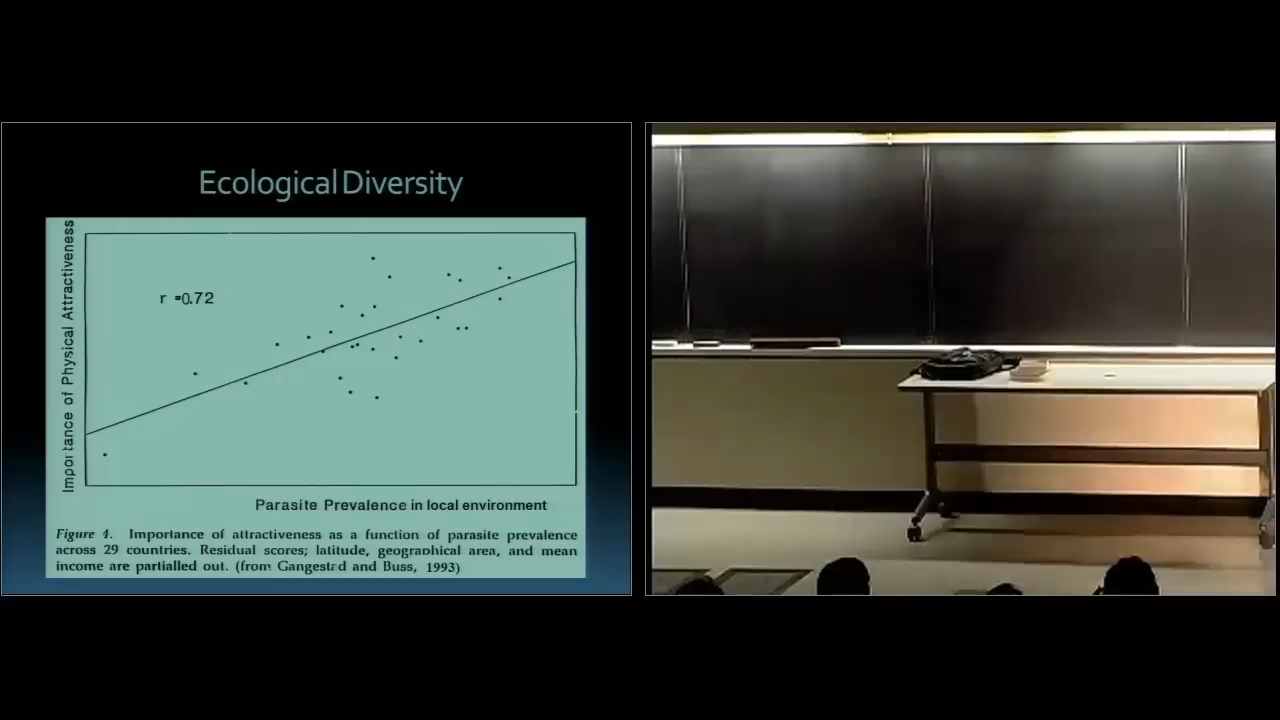 Ecological Diversity
Importance of Physical Attractiveness
r =0.72
Parasite Prevalence in local environment
Figure 4. Importance of attractiveness as a function of parasite prevalence
across 29 countries. Residual scores; latitude, geographical area, and mean
income are partialled out. (from Gangestad and Buss, 1993)